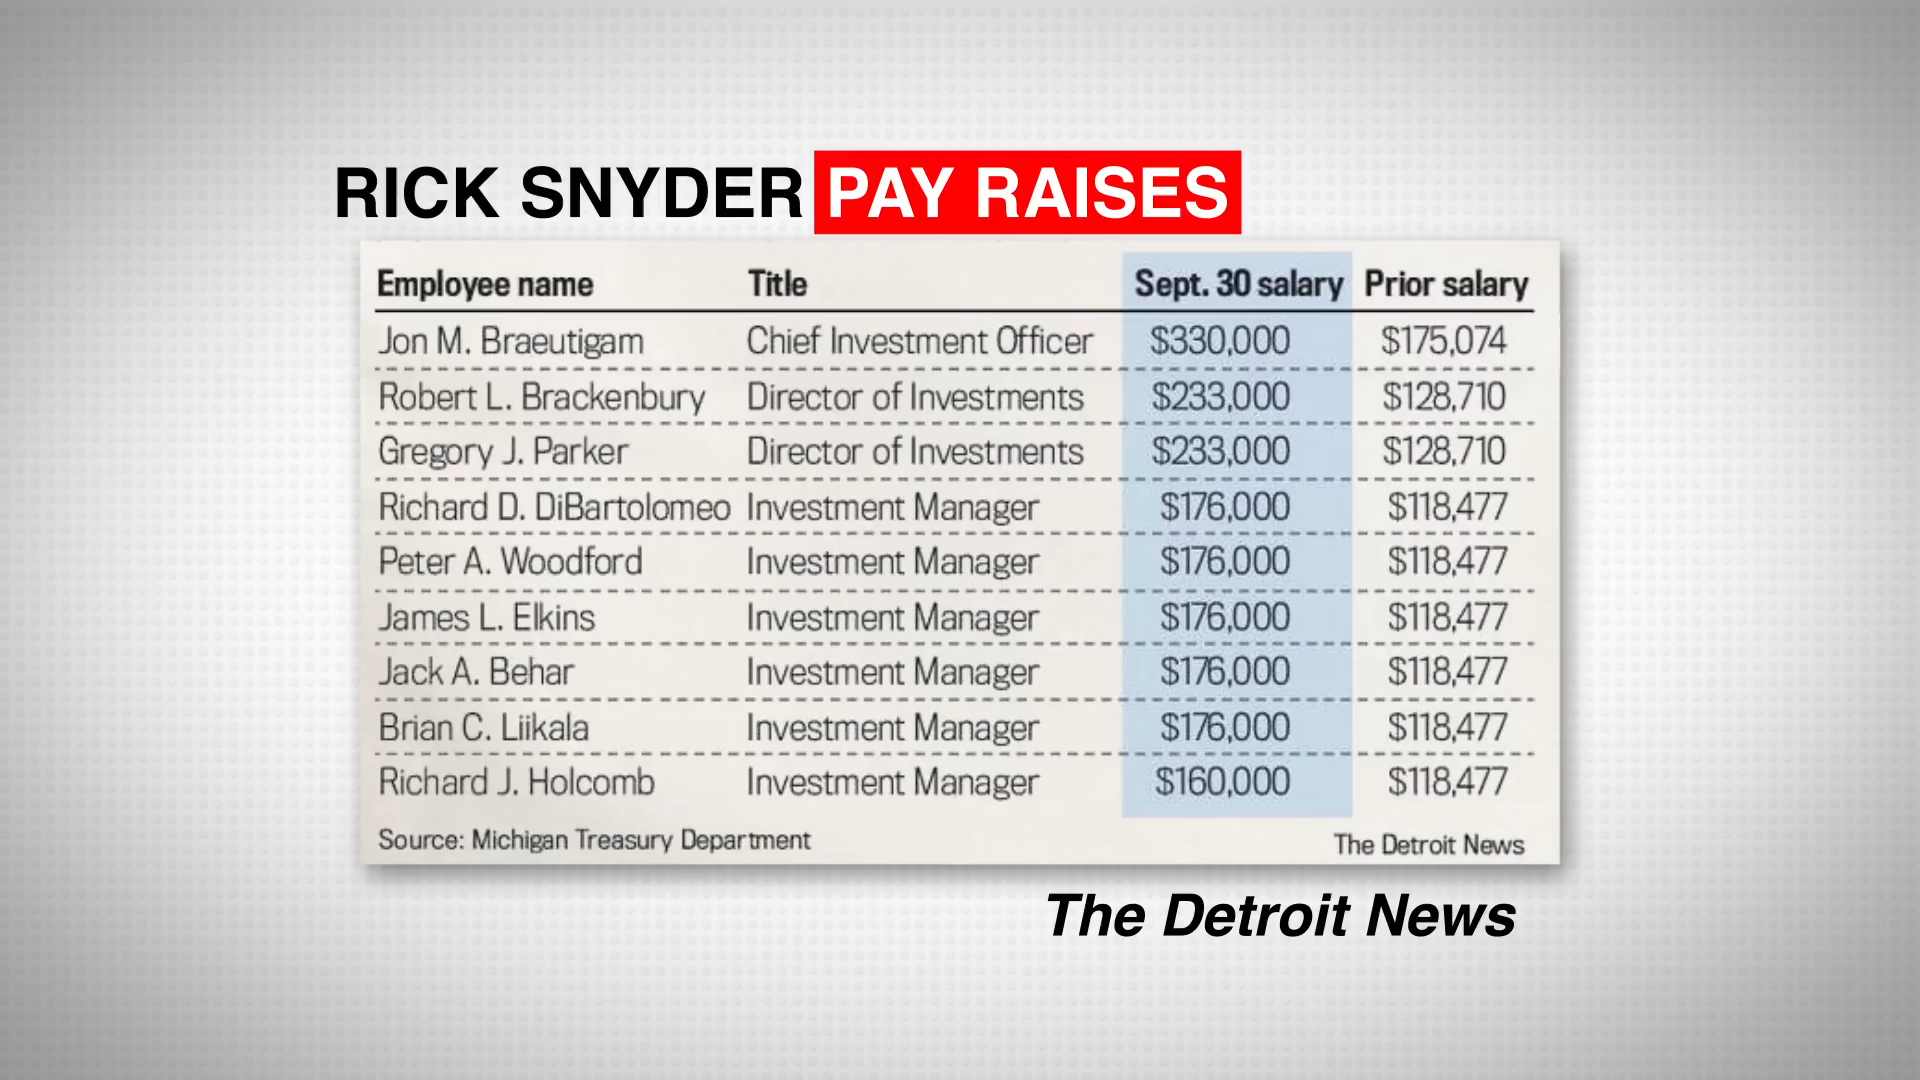 RICK SNYDER PAY RAISES
Employee name Title Sept. 30 salary Prior salary
Jon M. Braeutigam Chief Investment Officer $330,000 $175,074
Robert L. Brackenbury Director of Investments $233,000 $128,710
Gregory J. Parker Director of Investments $233,000 $128,710
Richard D. DiBartolomeo Investment Manager $176,000 $118,477
Peter A. Woodford Investment Manager $176,000 $118,477
James L. Elkins Investment Manager $176,000 $118,477
Jack A. Behar Investment Manager $176,000 $118,477
Brian C. Liikala Investment Manager $176,000 $118,477
Richard J. Holcomb Investment Manager $160,000 $118,477
Source: Michigan Treasury Department The Detroit News
The Detroit News